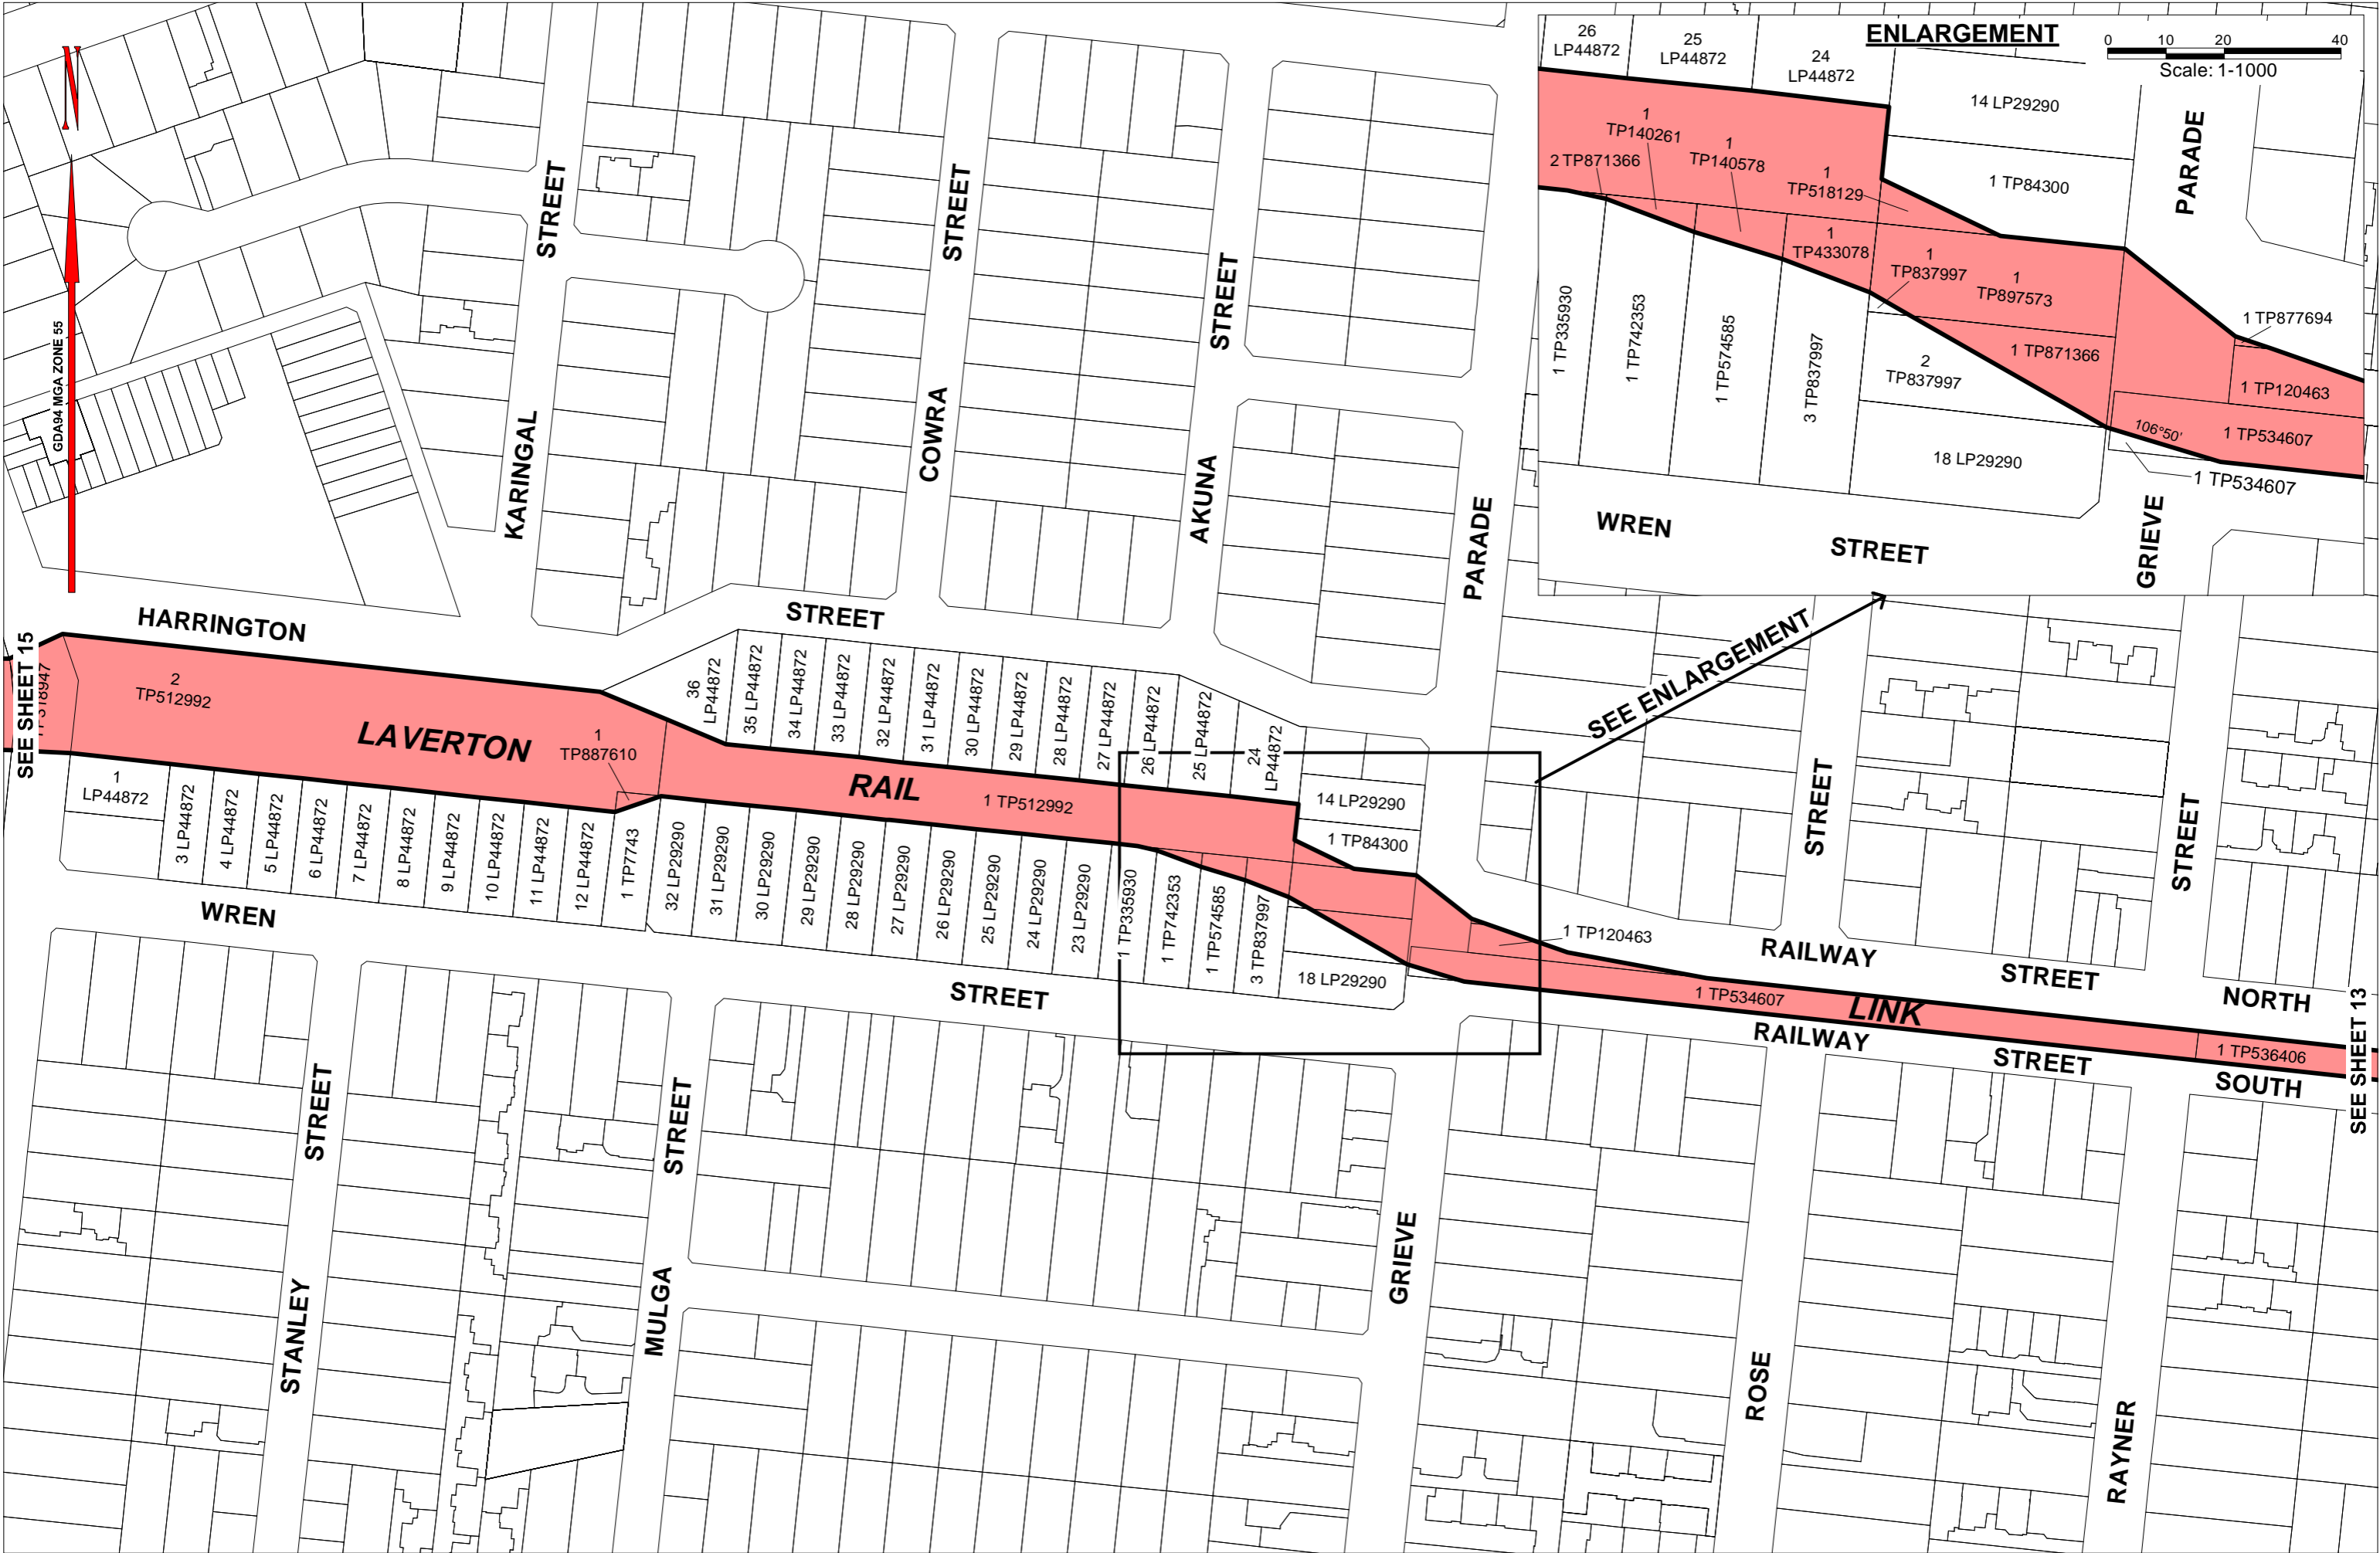 ENLARGEMENT
0 10 20 40
Scale: 1-1000
26
LP44872
25
LP44872
24
LP44872
14 LP29290
1 TP84300
PARADE
1
TP140261
2 TP871366
1
TP140578
1
TP518129
1
TP433078
1
TP837997
1
TP897573
1 TP877694
1 TP871366
1 TP120463
1 TP534607
106°50'
1 TP534607
1 TP335930
1 TP742353
1 TP574585
3 TP837997
2
TP837997
18 LP29290
WREN
STREET
GRIEVE
N
GDA94 MGA ZONE 55
STREET
KARINGAL
STREET
COWRA
STREET
AKUNA
PARADE
HARRINGTON
STREET
SEE ENLARGEMENT
SEE SHEET 15
2
TP512992
LAVERTON
1
TP887610
RAIL
1 TP512992
36
LP44872
35 LP44872
34 LP44872
33 LP44872
32 LP44872
31 LP44872
30 LP44872
29 LP44872
28 LP44872
27 LP44872
26 LP44872
25 LP44872
24
LP44872
14 LP29290
1 TP84300
1
LP44872
3 LP44872
4 LP44872
5 LP44872
6 LP44872
7 LP44872
8 LP44872
9 LP44872
10 LP44872
11 LP44872
12 LP44872
1 TP7743
32 LP29290
31 LP29290
30 LP29290
29 LP29290
28 LP29290
27 LP29290
26 LP29290
25 LP29290
24 LP29290
23 LP29290
1 TP335930
1 TP742353
1 TP574585
3 TP837997
18 LP29290
1 TP120463
1 TP534607
LINK
1 TP536406
WREN
STREET
RAILWAY
STREET
NORTH
RAILWAY
STREET
SOUTH
SEE SHEET 13
STREET
STREET
STREET
STANLEY
STREET
MULGA
GRIEVE
ROSE
RAYNER